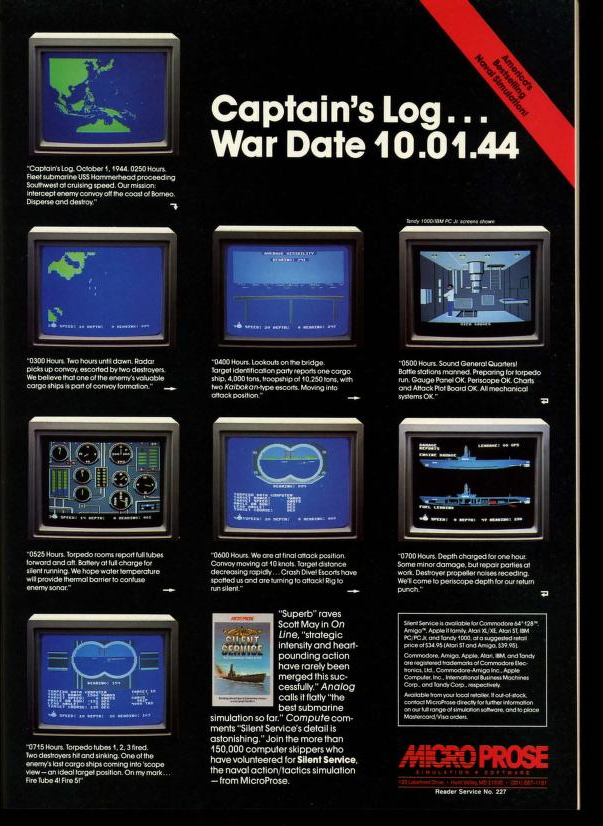 America's
Bestselling
Naval Simulation!
Captain's Log...
War Date 10.01.44
"Captain's Log, October 1, 1944. 0250 Hours.
Fleet submarine USS Hammerhead proceeding
Southwest at cruising speed. Our mission:
intercept enemy convoy off the coast of Borneo.
Disperse and destroy."
Tandy 1000/IBM PC Jr. screens shown
"0300 Hours. Two hours until dawn. Radar
picks up convoy, escorted by two destroyers.
We believe that one of the enemy's valuable
cargo ships is part of convoy formation."
"0400 Hours. Lookouts on the bridge.
Target identification party reports one cargo
ship, 4,000 tons, troopship of 10,250 tons, with
two Kaibokan-type escorts. Moving into
attack position."
"0500 Hours. Sound General Quarters!
Battle stations manned. Preparing for torpedo
run. Gauge Panel OK. Periscope OK. Charts
and Attack Plot Board OK. All mechanical
systems OK."
DAMAGE
REPORTS
ENGINE DAMAGE
FUEL LEAKING
"0525 Hours. Torpedo rooms report full tubes
forward and aft. Battery at full charge for
silent running. We hope water temperature
will provide thermal barrier to confuse
enemy sonar."
"0600 Hours. We are at final attack position.
Convoy moving at 10 knots. Target distance
decreasing rapidly... Crash Dive! Escorts have
spotted us and are turning to attack! Rig to
run silent."
"0700 Hours. Depth charged for one hour.
Some minor damage, but repair parties at
work. Destroyer propeller noises receding.
We'll come to periscope depth for our return
punch."
"0715 Hours. Torpedo tubes 1, 2, 3 fired.
Two destroyers hit and sinking. One of the
enemy's last cargo ships coming into 'scope
view — an ideal target position. On my mark...
Fire Tube 4! Fire 5!"
SILENT
SERVICE
"Superb" raves
Scott May in On
Line, "strategic
intensity and heart-
pounding action
have rarely been
merged this suc-
cessfully." Analog
calls it flatly "the
best submarine
simulation so far." Compute com-
ments "Silent Service's detail is
astonishing." Join the more than
150,000 computer skippers who
have volunteered for Silent Service,
the naval action/tactics simulation
— from MicroProse.
Silent Service is available for Commodore 64™/128™,
Amiga™, Apple II family, Atari XL/XE, Atari ST, IBM
PC/PC Jr, and Tandy 1000, at a suggested retail
price of $34.95 (Atari ST and Amiga, $39.95).
Commodore, Amiga, Apple, Atari, IBM, and Tandy
are registered trademarks of Commodore Elec-
tronics, Ltd., Commodore-Amiga Inc., Apple
Computer, Inc., International Business Machines
Corp., and Tandy Corp., respectively.
Available from your local retailer. If out-of-stock,
contact MicroProse directly for further information
on our full range of simulation software, and to place
Mastercard/Visa orders.
MICRO PROSE
SIMULATION • SOFTWARE
120 Lakefront Drive • Hunt Valley, MD 21030 • (301) 667-1151
Reader Service No. 227